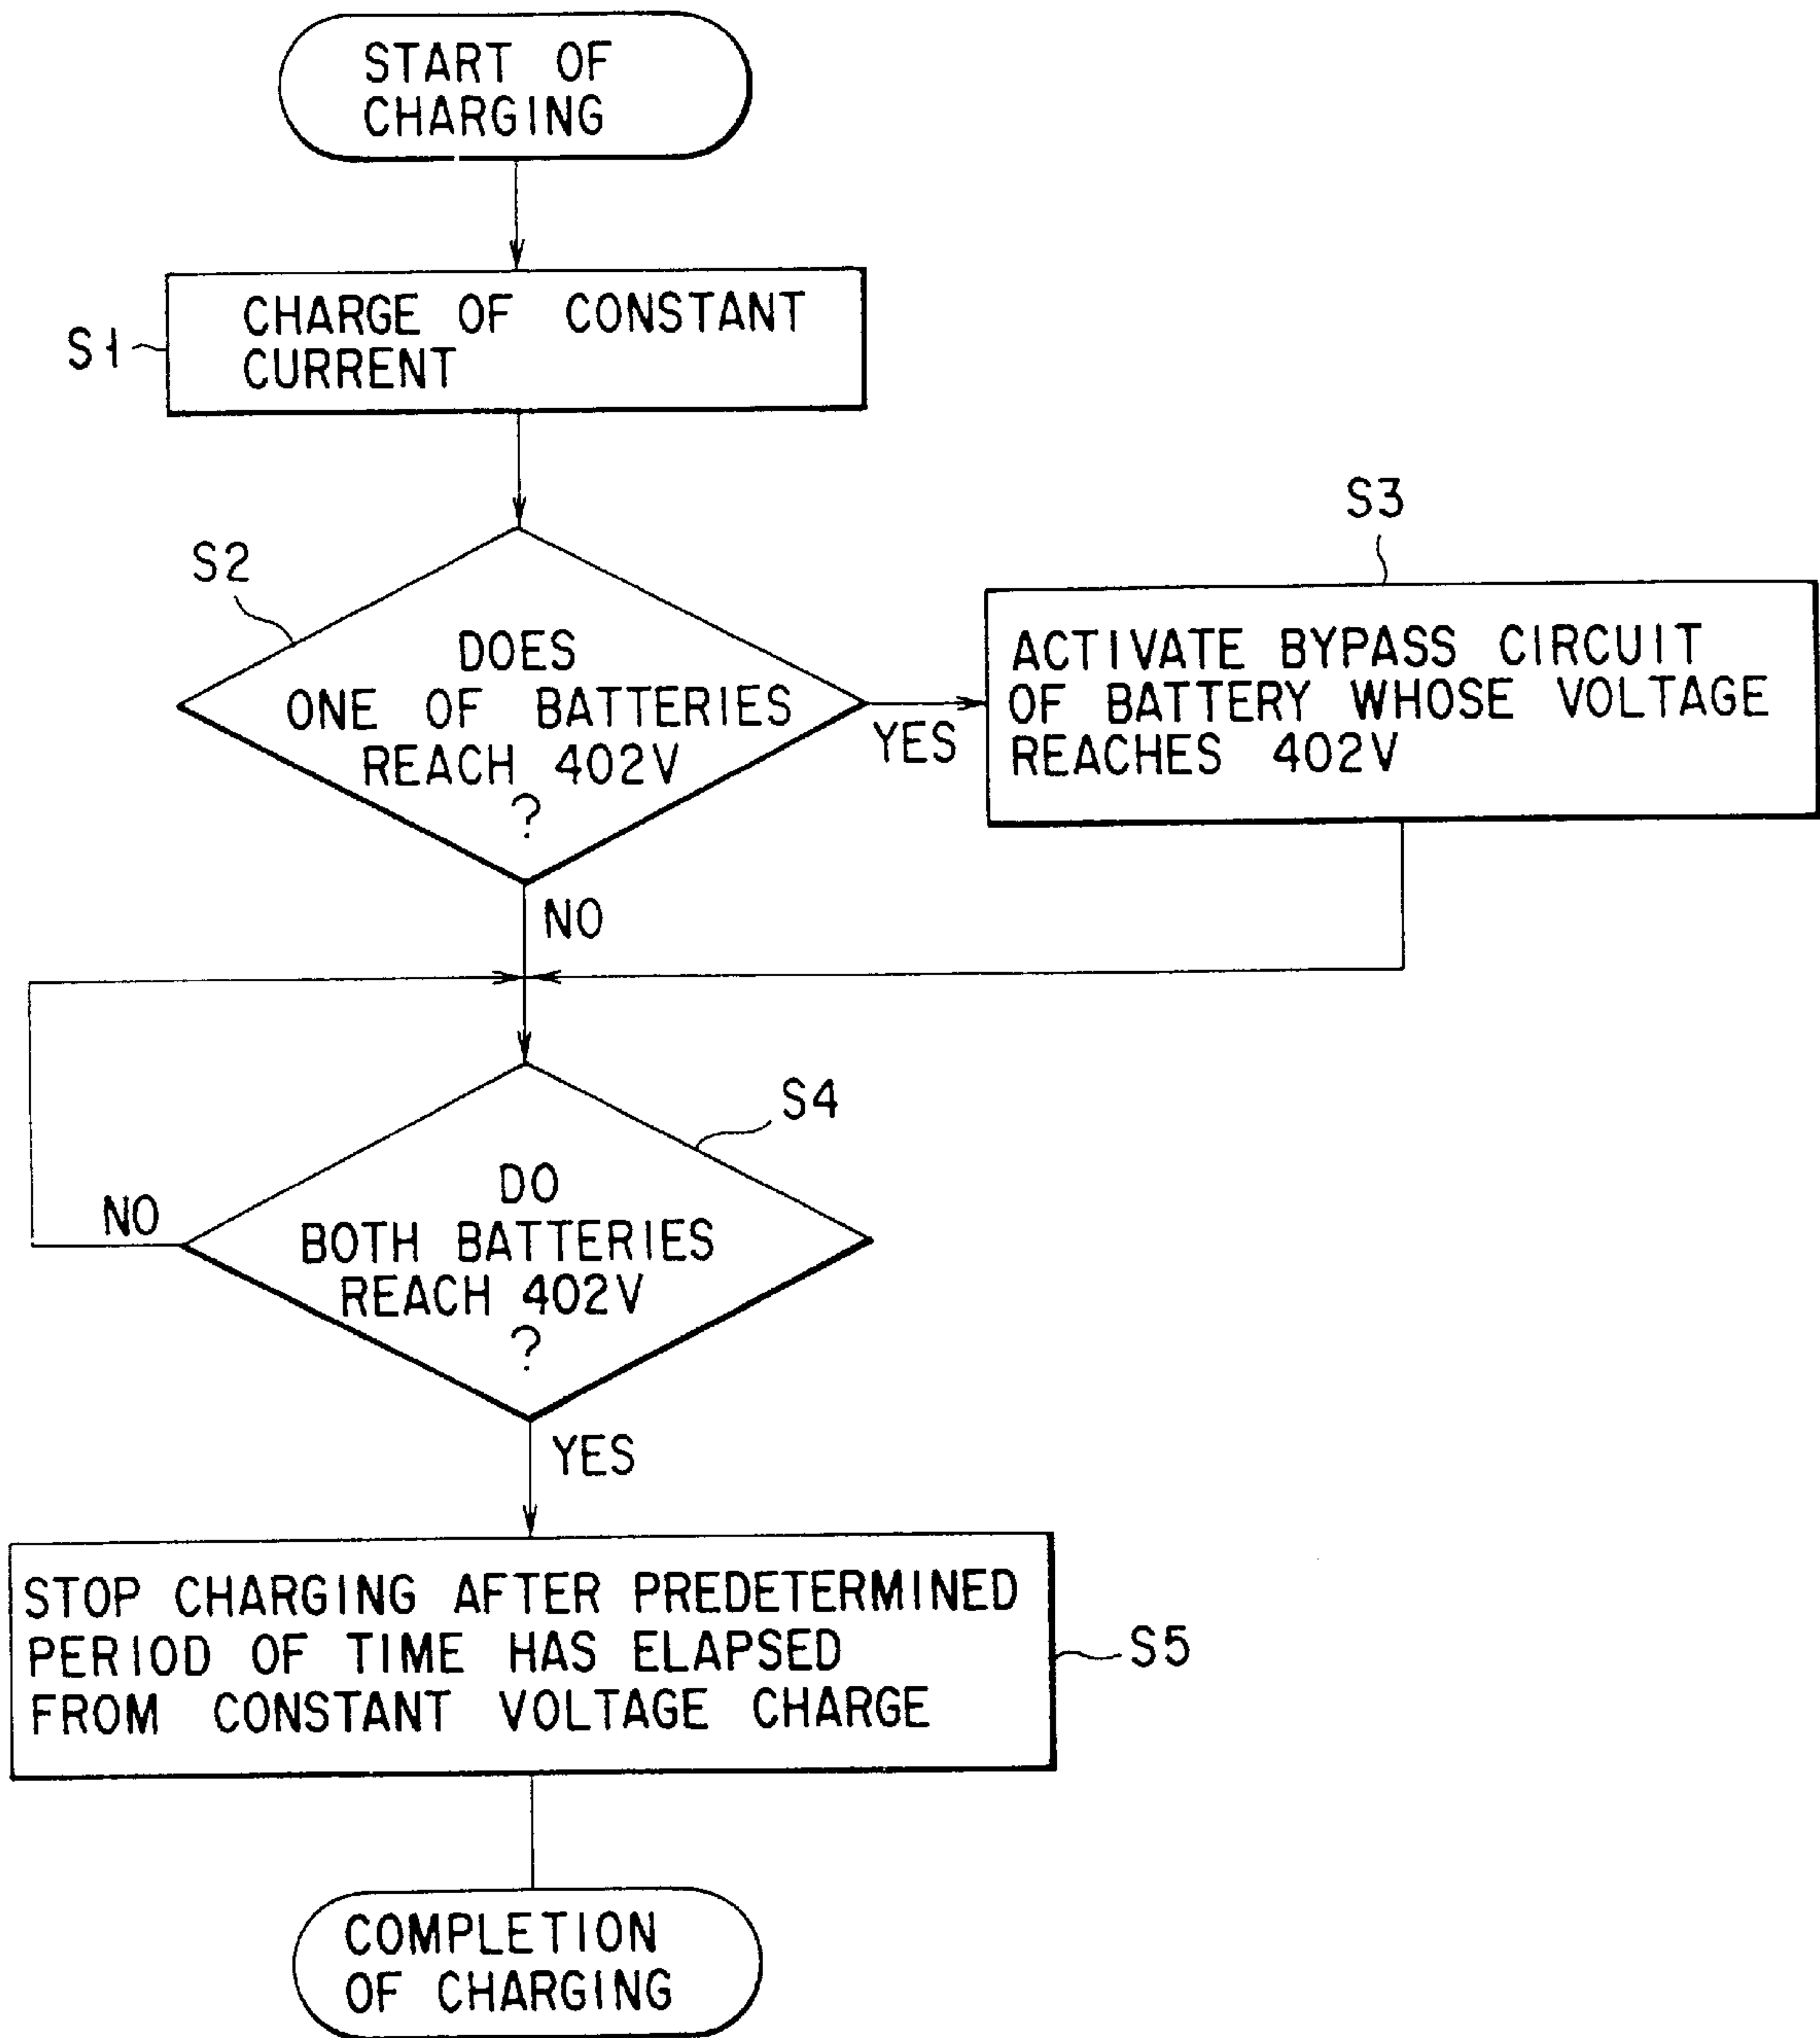 START OF
CHARGING
S1
CHARGE OF CONSTANT
CURRENT
S2
DOES
ONE OF BATTERIES
REACH 402V
?
YES
S3
ACTIVATE BYPASS CIRCUIT
OF BATTERY WHOSE VOLTAGE
REACHES 402V
NO
S4
DO
BOTH BATTERIES
REACH 402V
?
NO
YES
STOP CHARGING AFTER PREDETERMINED
PERIOD OF TIME HAS ELAPSED
FROM CONSTANT VOLTAGE CHARGE
S5
COMPLETION
OF CHARGING